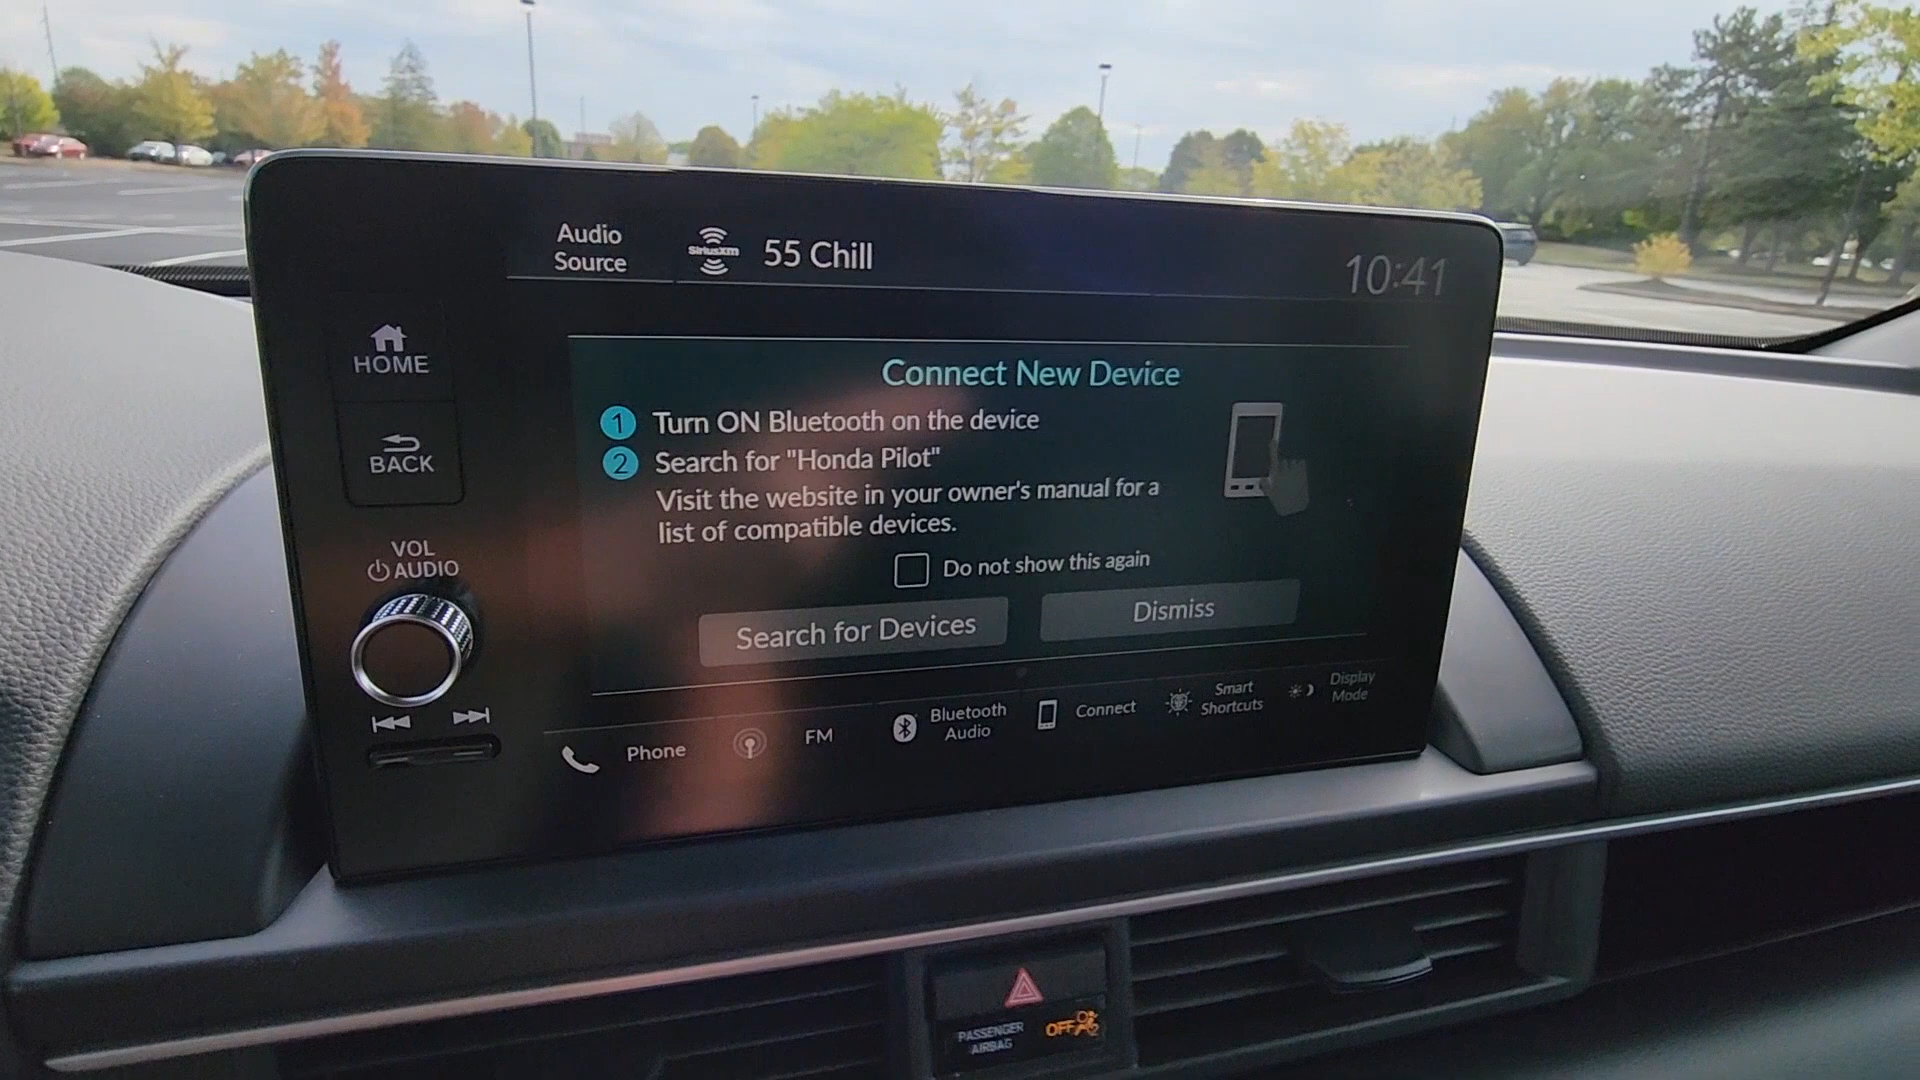 Audio
Source
SiriusXM
55 Chill
10:41
HOME
BACK
VOL
AUDIO
Connect New Device
1 Turn ON Bluetooth on the device
2 Search for "Honda Pilot"
Visit the website in your owner's manual for a
list of compatible devices.
Do not show this again
Search for Devices
Dismiss
Phone
FM
Bluetooth
Audio
Connect
Smart
Shortcuts
Display
Mode
PASSENGER
AIRBAG
OFF